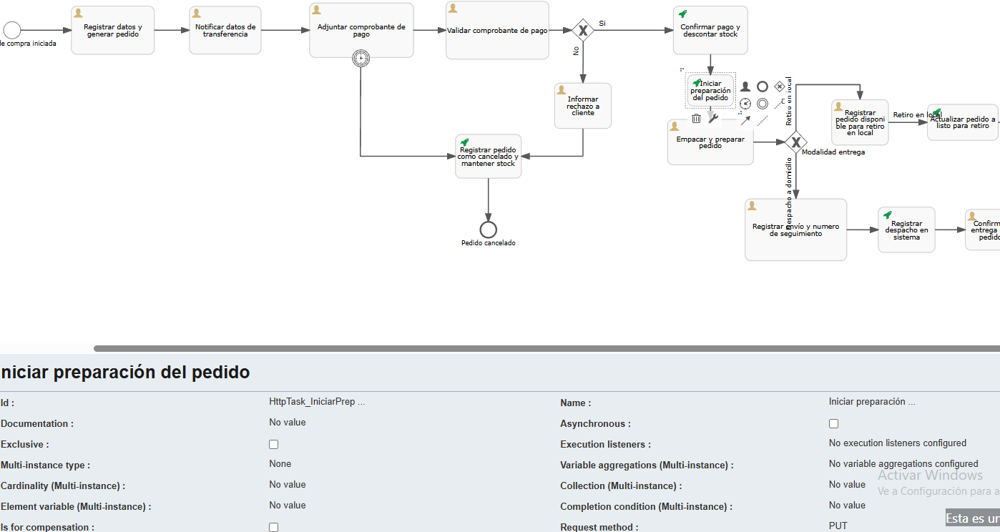 Registrar datos y
generar pedido
Notificar datos de
transferencia
Adjuntar comprobante de
pago
Validar comprobante de pago
Si
No
Confirmar pago y
descontar stock
de compra iniciada
Iniciar
preparación
del pedido
Informar
rechazo a
cliente
Retiro en local
Registrar
pedido disponi
ble para retiro
en local
Retiro en local
Actualizar pedido a
listo para retiro
Empacar y preparar
pedido
Modalidad entrega
Registrar pedido
como cancelado y
mantener stock
Despacho a domicilio
Registrar envío y numero
de seguimiento
Registrar
despacho en
sistema
Confirm
entrega
pedido
Pedido cancelado
niciar preparación del pedido
Id :
HttpTask_IniciarPrep ...
Name :
Iniciar preparación ...
Documentation :
No value
Asynchronous :
Exclusive :
Execution listeners :
No execution listeners configured
Multi-instance type :
None
Variable aggregations (Multi-instance) :
No variable aggregations configured
Cardinality (Multi-instance) :
No value
Collection (Multi-instance) :
No value
Element variable (Multi-instance) :
No value
Completion condition (Multi-instance) :
No value
Is for compensation :
Request method :
PUT
Activar Windows
Ve a Configuración para a
Esta es un